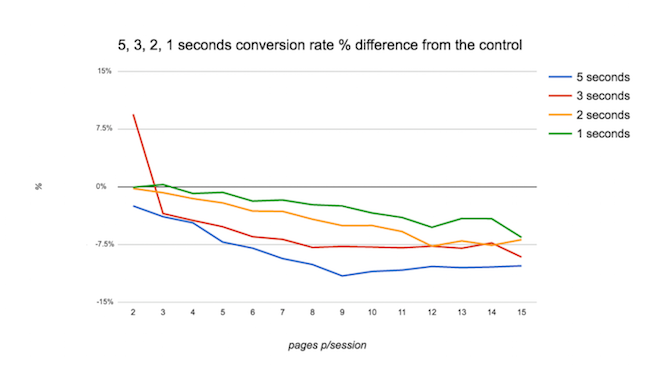 5, 3, 2, 1 seconds conversion rate % difference from the control
15%
7.5%
0%
-7.5%
-15%
%
5 seconds
3 seconds
2 seconds
1 seconds
2 3 4 5 6 7 8 9 10 11 12 13 14 15
pages p/session